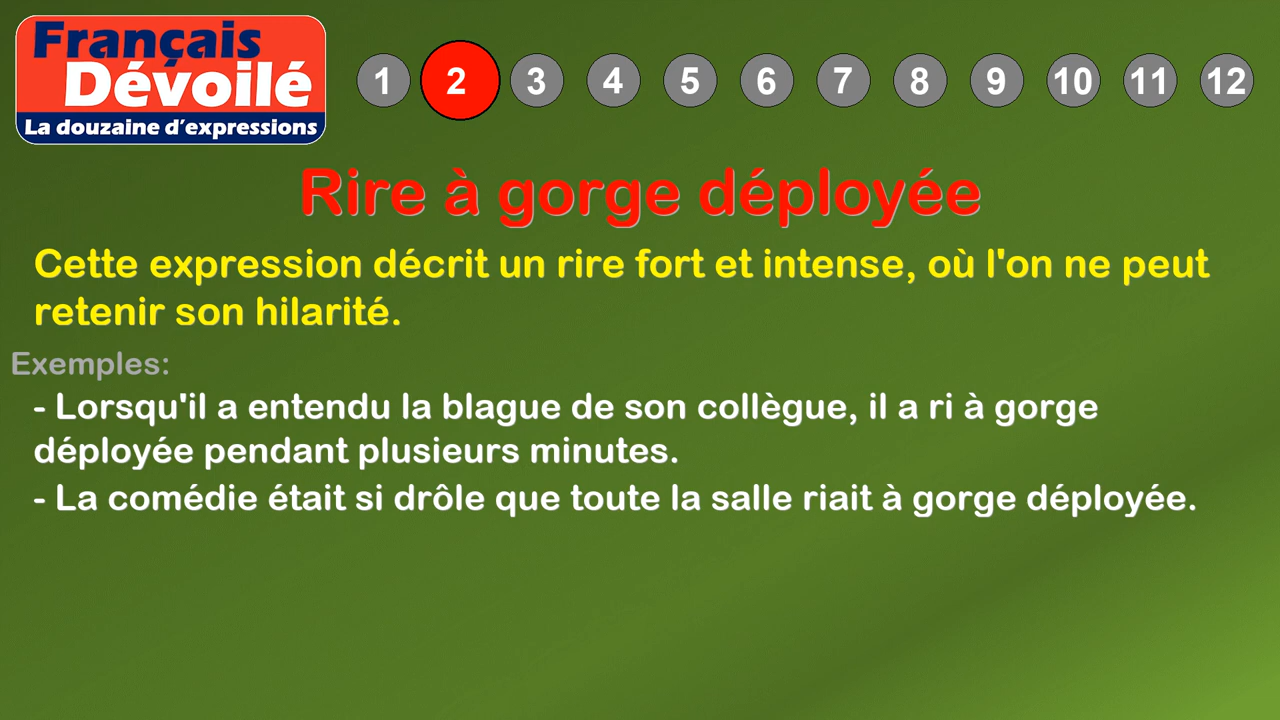 Français
Dévoilé
La douzaine d'expressions
1 2 3 4 5 6 7 8 9 10 11 12
Rire à gorge déployée
Cette expression décrit un rire fort et intense, où l'on ne peut
retenir son hilarité.
Exemples:
- Lorsqu'il a entendu la blague de son collègue, il a ri à gorge
déployée pendant plusieurs minutes.
- La comédie était si drôle que toute la salle riait à gorge déployée.